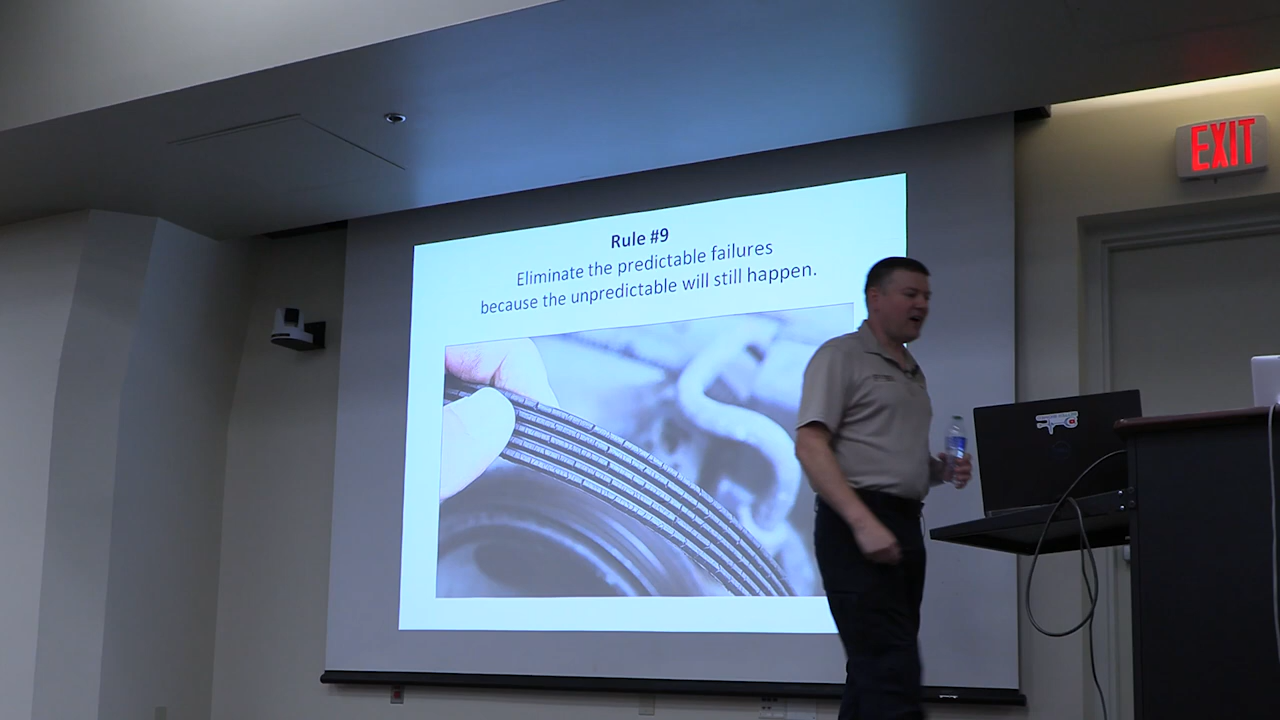 Rule #9
Eliminate the predictable failures
because the unpredictable will still happen.
EXIT